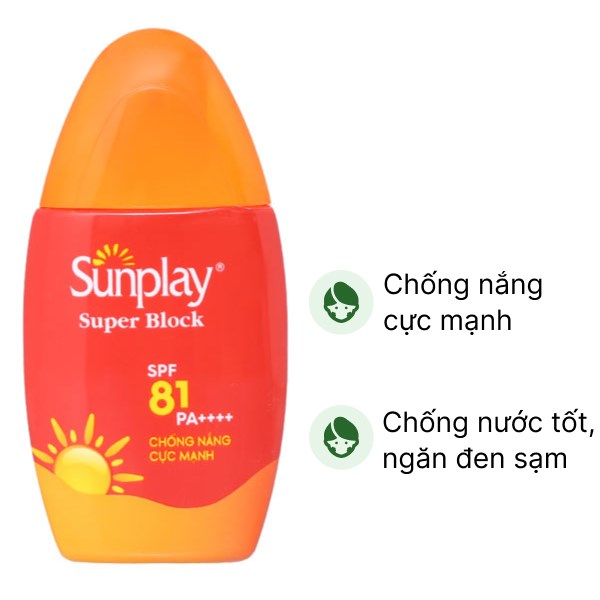 Sunplay®
Super Block
SPF
81
PA++++
CHỐNG NẮNG
CỰC MẠNH
Chống nắng
cực mạnh
Chống nước tốt,
ngăn đen sạm